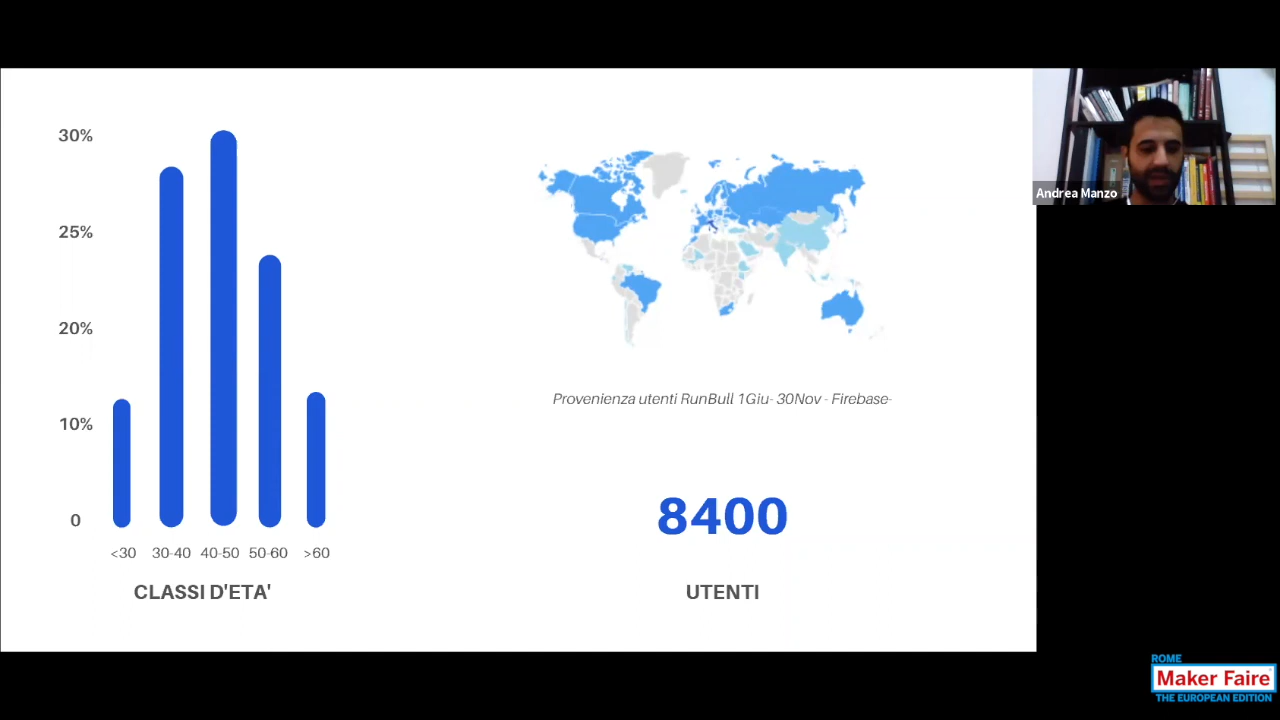 30%
25%
20%
10%
0
<30 30-40 40-50 50-60 >60
CLASSI D'ETA'
Provenienza utenti RunBull 1Giu- 30Nov - Firebase-
8400
UTENTI
Andrea Manzo
ROME
Maker Faire
THE EUROPEAN EDITION